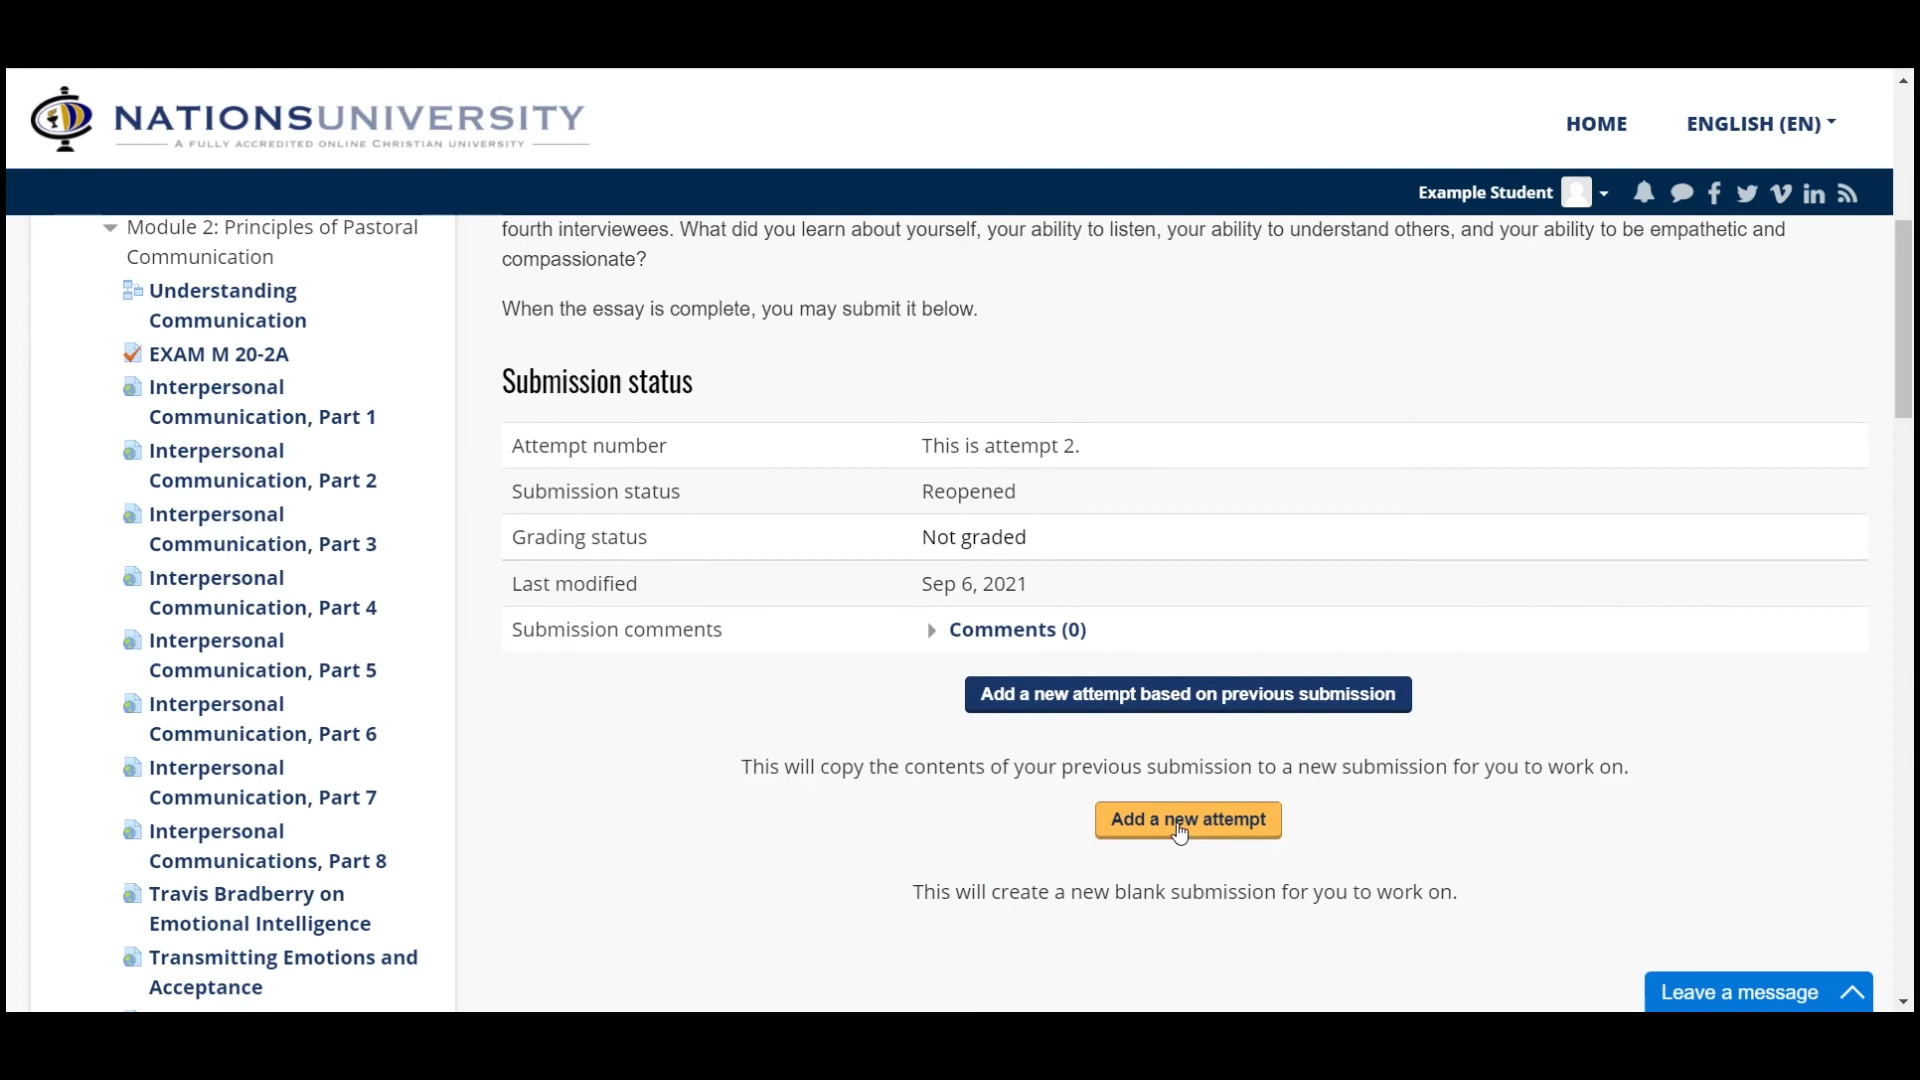 NATIONSUNIVERSITY
A FULLY ACCREDITED ONLINE CHRISTIAN UNIVERSITY
HOME
ENGLISH (EN)
Example Student
Module 2: Principles of Pastoral
Communication
Understanding
Communication
EXAM M 20-2A
Interpersonal
Communication, Part 1
Interpersonal
Communication, Part 2
Interpersonal
Communication, Part 3
Interpersonal
Communication, Part 4
Interpersonal
Communication, Part 5
Interpersonal
Communication, Part 6
Interpersonal
Communication, Part 7
Interpersonal
Communications, Part 8
Travis Bradberry on
Emotional Intelligence
Transmitting Emotions and
Acceptance
fourth interviewees. What did you learn about yourself, your ability to listen, your ability to understand others, and your ability to be empathetic and
compassionate?
When the essay is complete, you may submit it below.
Submission status
Attempt number This is attempt 2.
Submission status Reopened
Grading status Not graded
Last modified Sep 6, 2021
Submission comments Comments (0)
Add a new attempt based on previous submission
This will copy the contents of your previous submission to a new submission for you to work on.
Add a new attempt
This will create a new blank submission for you to work on.
Leave a message